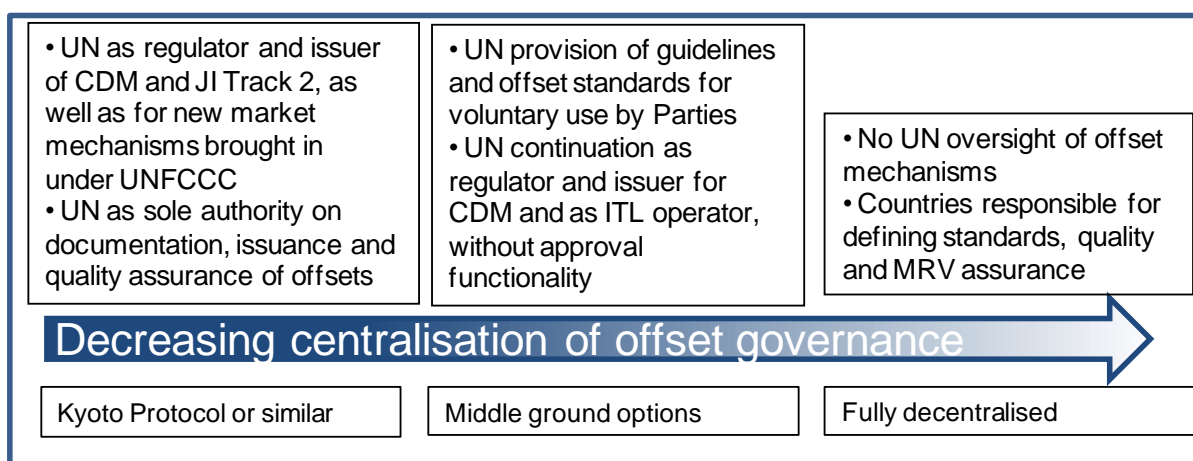 • UN as regulator and issuer
of CDM and JI Track 2, as
well as for new market
mechanisms brought in
under UNFCCC
• UN as sole authority on
documentation, issuance and
quality assurance of offsets
• UN provision of guidelines
and offset standards for
voluntary use by Parties
• UN continuation as
regulator and issuer for
CDM and as ITL operator,
without approval
functionality
• No UN oversight of offset
mechanisms
• Countries responsible for
defining standards, quality
and MRV assurance
Decreasing centralisation of offset governance
Kyoto Protocol or similar
Middle ground options
Fully decentralised